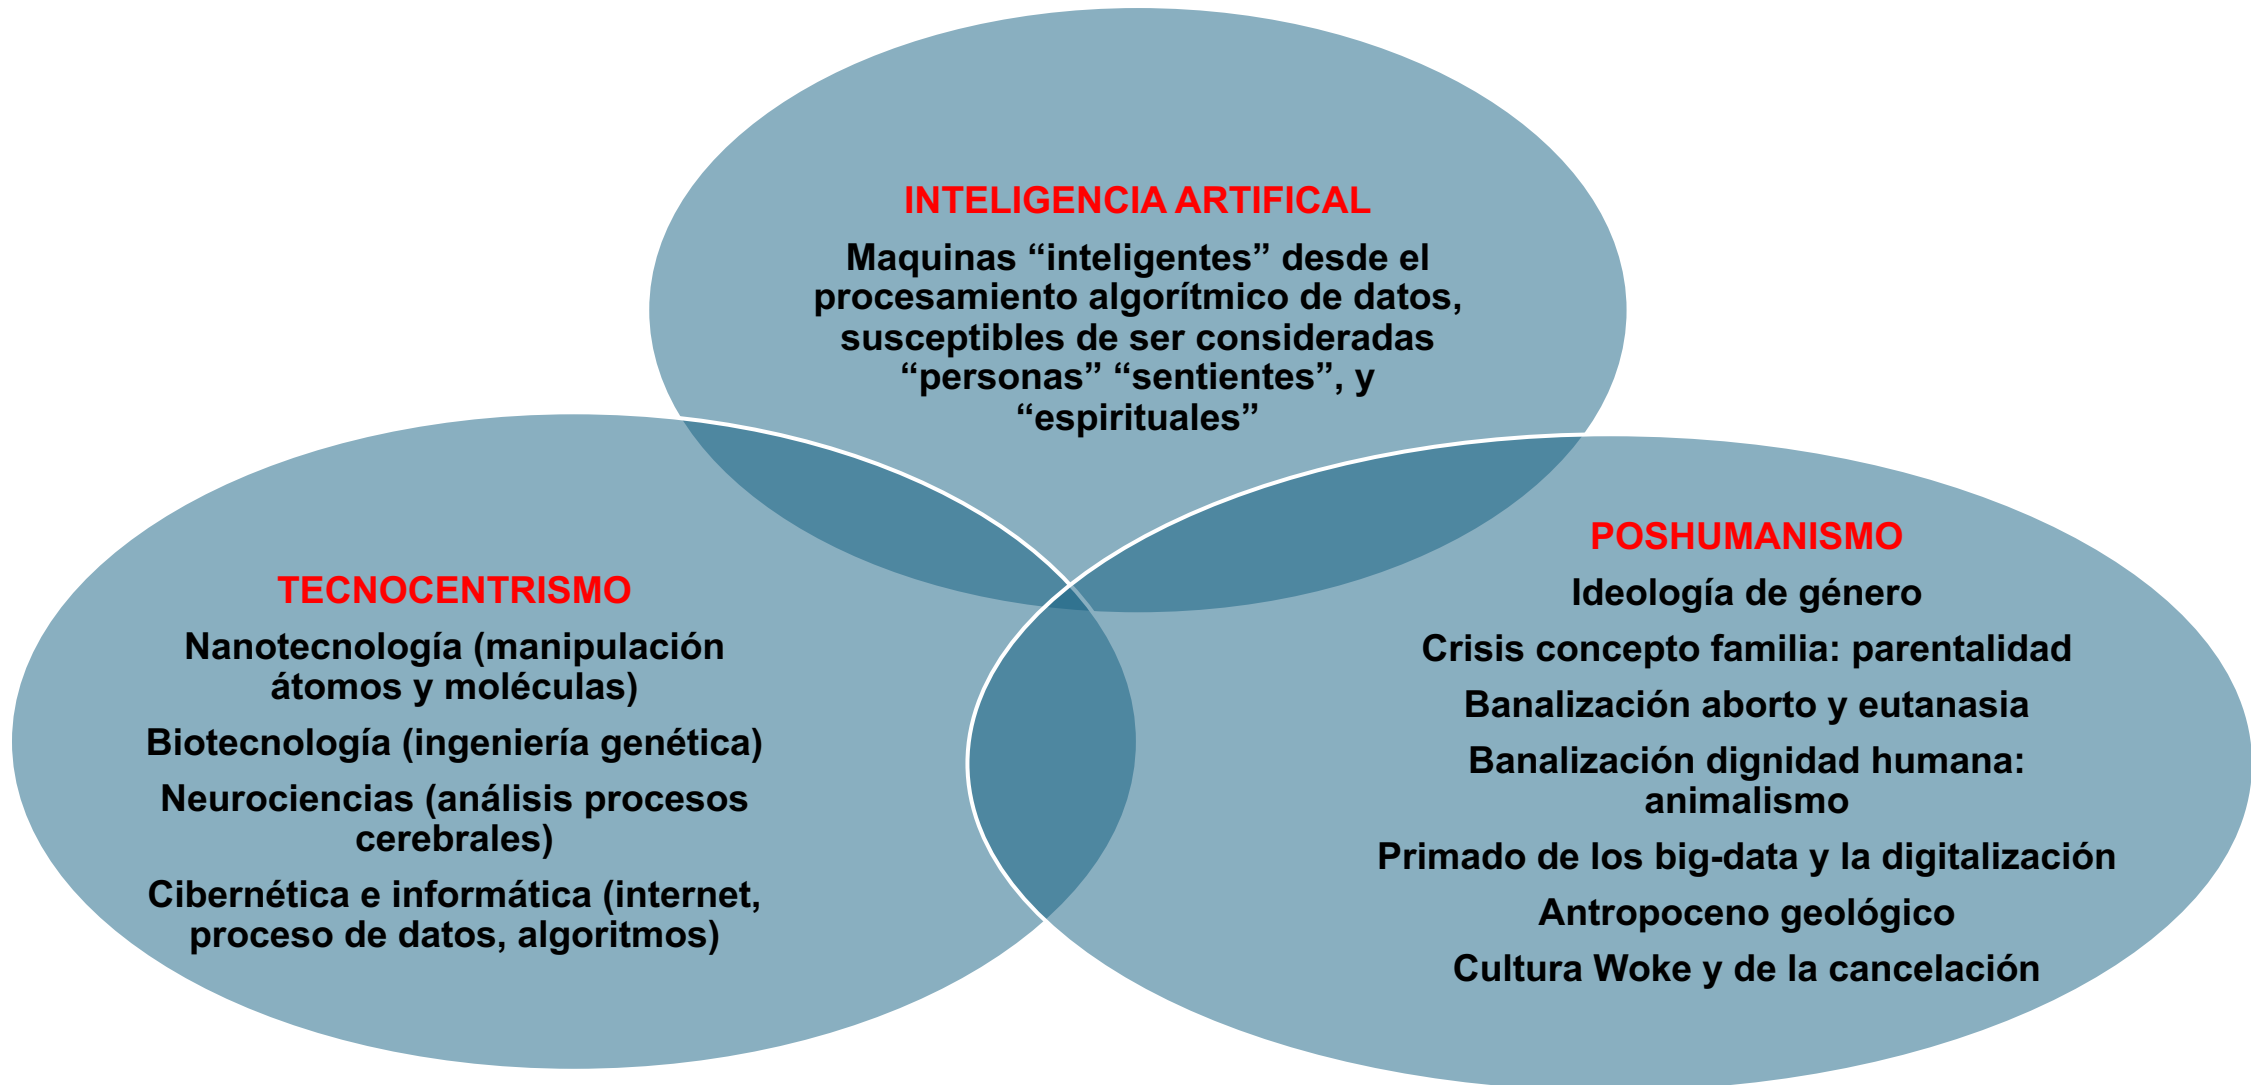 INTELIGENCIA ARTIFICAL
Maquinas “inteligentes” desde el
procesamiento algorítmico de datos,
susceptibles de ser consideradas
“personas” “sentientes”, y
“espirituales”
TECNOCENTRISMO
Nanotecnología (manipulación
átomos y moléculas)
Biotecnología (ingeniería genética)
Neurociencias (análisis procesos
cerebrales)
Cibernética e informática (internet,
proceso de datos, algoritmos)
POSHUMANISMO
Ideología de género
Crisis concepto familia: parentalidad
Banalización aborto y eutanasia
Banalización dignidad humana:
animalismo
Primado de los big-data y la digitalización
Antropoceno geológico
Cultura Woke y de la cancelación